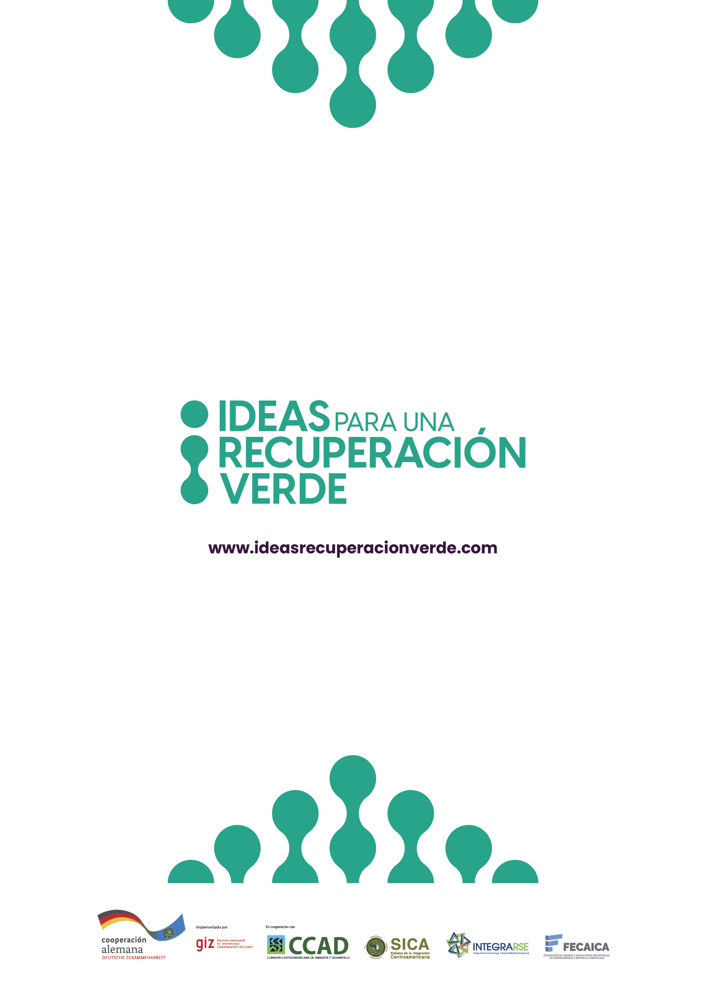 IDEAS PARA UNA
RECUPERACIÓN
VERDE
www.ideasrecuperacionverde.com
cooperación
alemana
DEUTSCHE ZUSAMMENARBEIT
Implementado por
giz
Deutsche Gesellschaft
für Internationale
Zusammenarbeit (GIZ) GmbH
En cooperación con
CCAD
COMISIÓN CENTROAMERICANA DE AMBIENTE Y DESARROLLO
SICA
Sistema de la Integración
Centroamericana
INTEGRARSE
Integración Centroamericana por la Responsabilidad Social Empresarial
FECAICA
FEDERACIÓN DE CÁMARAS Y ASOCIACIONES INDUSTRIALES
DE CENTROAMÉRICA Y REPÚBLICA DOMINICANA